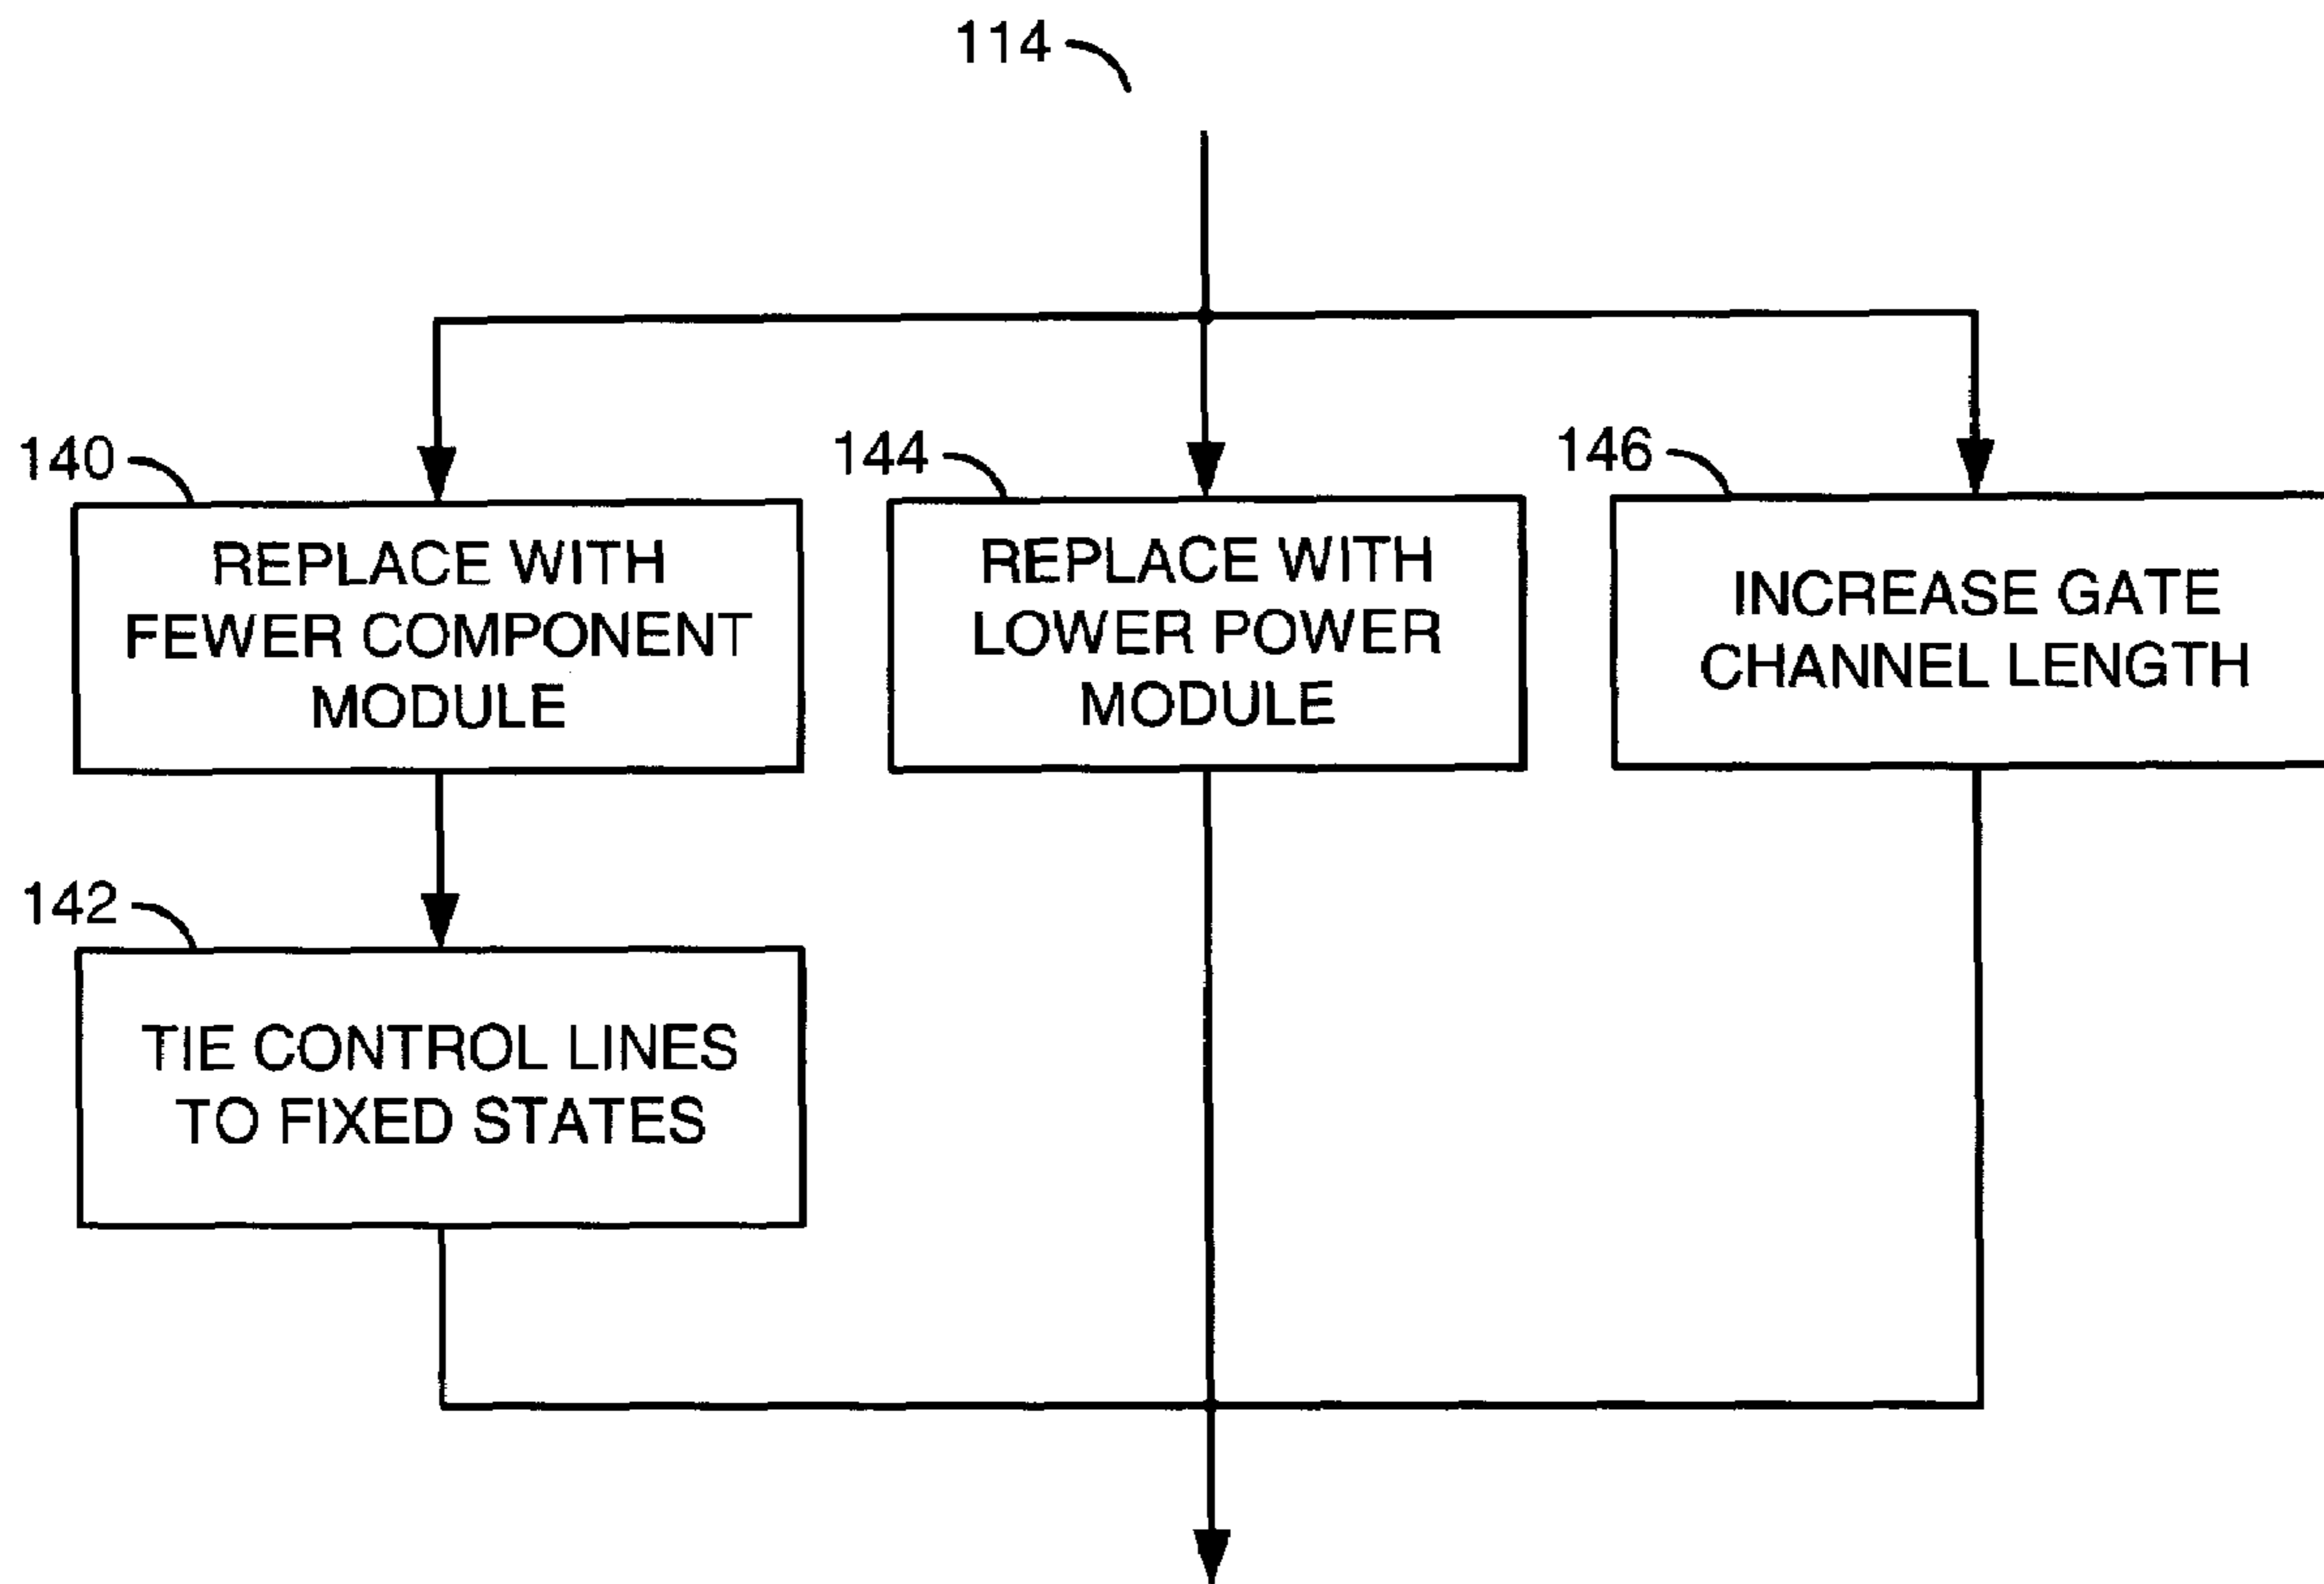 114
140
REPLACE WITH
FEWER COMPONENT
MODULE
144
REPLACE WITH
LOWER POWER
MODULE
146
INCREASE GATE
CHANNEL LENGTH
142
TIE CONTROL LINES
TO FIXED STATES